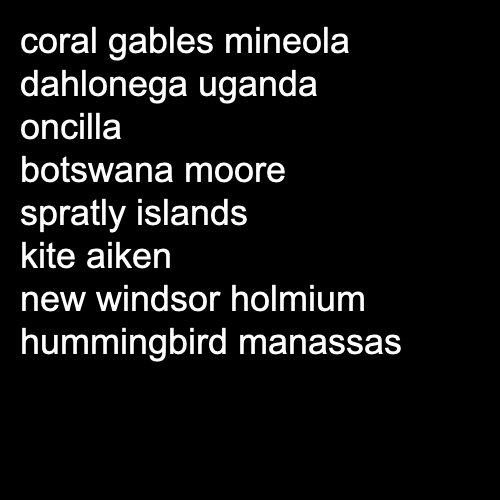 coral gables mineola
dahlonega uganda
oncilla
botswana moore
spratly islands
kite aiken
new windsor holmium
hummingbird manassas